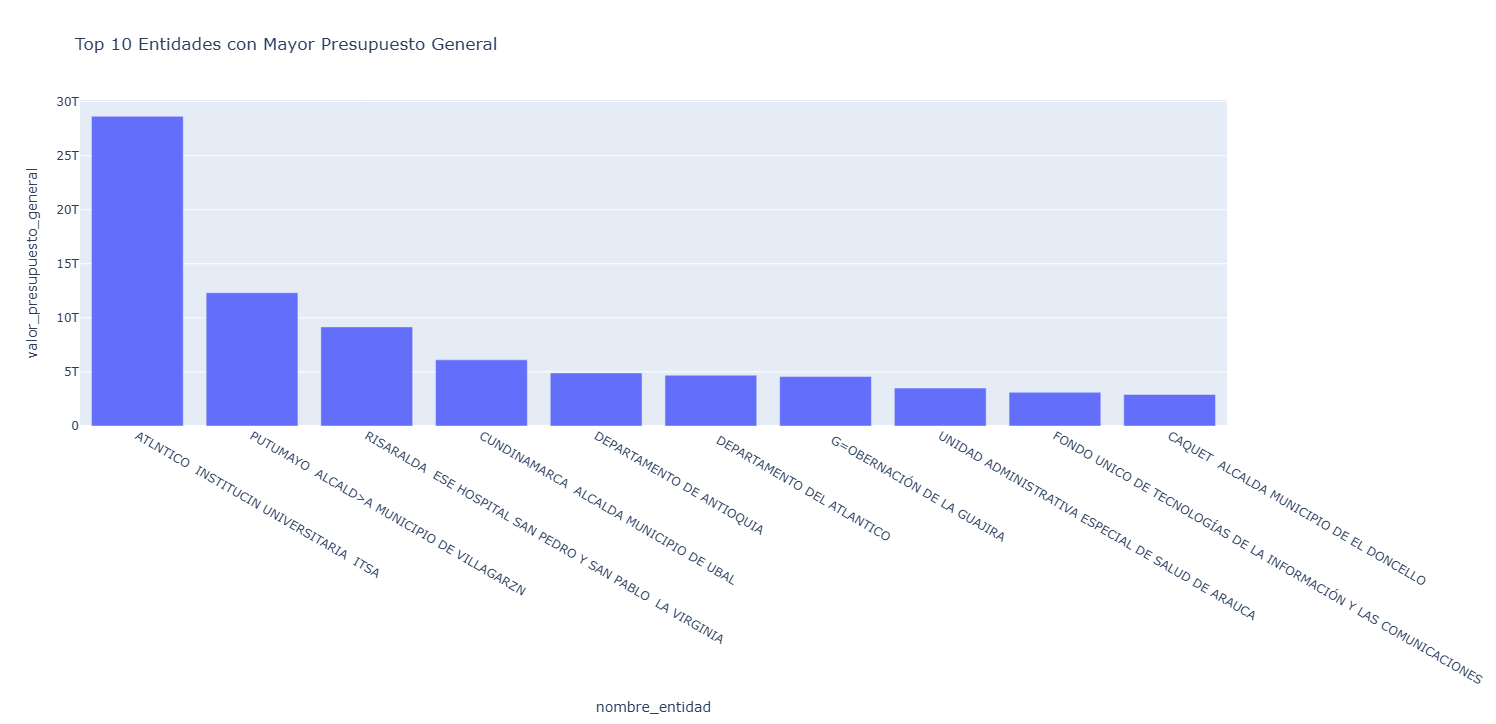 Top 10 Entidades con Mayor Presupuesto General
30T
25T
20T
15T
10T
5T
0
valor_presupuesto_general
ATLNTICO  INSTITUCIN UNIVERSITARIA  ITSA
PUTUMAYO  ALCALD>A MUNICIPIO DE VILLAGARZN
RISARALDA  ESE HOSPITAL SAN PEDRO Y SAN PABLO  LA VIRGINIA
CUNDINAMARCA  ALCALDA MUNICIPIO DE UBAL
DEPARTAMENTO DE ANTIOQUIA
DEPARTAMENTO DEL ATLANTICO
G=OBERNACIÓN DE LA GUAJIRA
UNIDAD ADMINISTRATIVA ESPECIAL DE SALUD DE ARAUCA
FONDO UNICO DE TECNOLOGÍAS DE LA INFORMACIÓN Y LAS COMUNICACIONES
CAQUET  ALCALDA MUNICIPIO DE EL DONCELLO
nombre_entidad